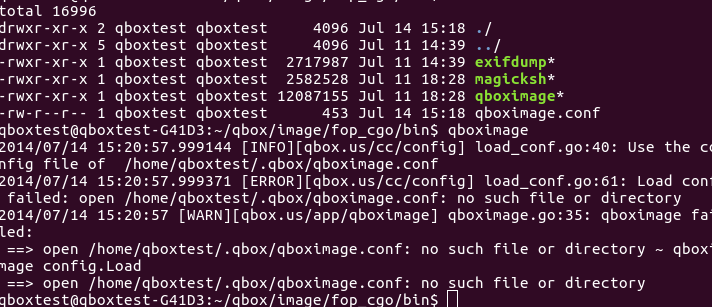 total 16996
drwxr-xr-x 2 qboxtest qboxtest     4096 Jul 14 15:18 ./
drwxr-xr-x 5 qboxtest qboxtest     4096 Jul 11 14:39 ../
-rwxr-xr-x 1 qboxtest qboxtest  2717987 Jul 11 14:39 exifdump*
-rwxr-xr-x 1 qboxtest qboxtest  2582528 Jul 11 18:28 magicksh*
-rwxr-xr-x 1 qboxtest qboxtest 12087155 Jul 11 18:28 qboximage*
-rw-r--r-- 1 qboxtest qboxtest      453 Jul 14 15:18 qboximage.conf
qboxtest@qboxtest-G41D3:~/qbox/image/fop_cgo/bin$ qboximage
2014/07/14 15:20:57.999144 [INFO][qbox.us/cc/config] load_conf.go:40: Use the co
nfig file of  /home/qboxtest/.qbox/qboximage.conf
2014/07/14 15:20:57.999371 [ERROR][qbox.us/cc/config] load_conf.go:61: Load conf
 failed: open /home/qboxtest/.qbox/qboximage.conf: no such file or directory
2014/07/14 15:20:57 [WARN][qbox.us/app/qboximage] qboximage.go:35: qboximage fai
led:
 ==> open /home/qboxtest/.qbox/qboximage.conf: no such file or directory ~ qboxi
mage config.Load
 ==> open /home/qboxtest/.qbox/qboximage.conf: no such file or directory
qboxtest@qboxtest-G41D3:~/qbox/image/fop_cgo/bin$